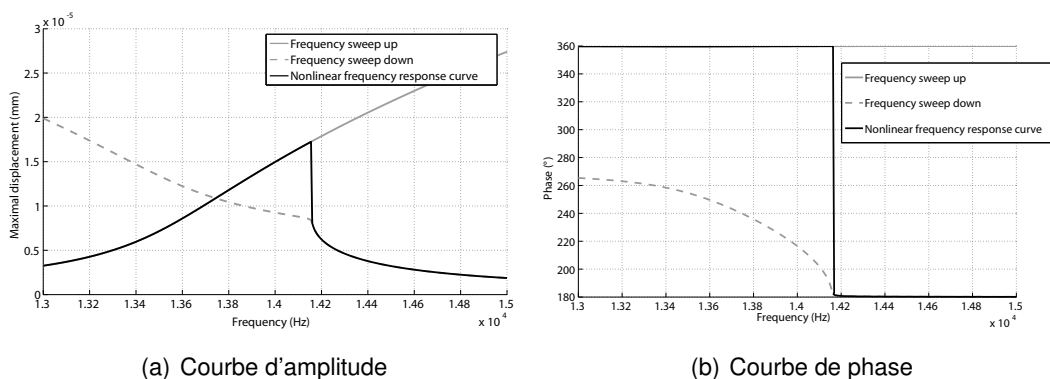 x 10 -5
3
2.5
2
1.5
1
0.5
0
Maximal displacement (mm)
Frequency sweep up
Frequency sweep down
Nonlinear frequency response curve
1.3 1.32 1.34 1.36 1.38 1.4 1.42 1.44 1.46 1.48 1.5
Frequency (Hz)
x 10 4
(a) Courbe d'amplitude
360
340
320
300
280
260
240
220
200
180
Phase (°)
Frequency sweep up
Frequency sweep down
Nonlinear frequency response curve
1.3 1.32 1.34 1.36 1.38 1.4 1.42 1.44 1.46 1.48 1.5
Frequency (Hz)
x 10 4
(b) Courbe de phase